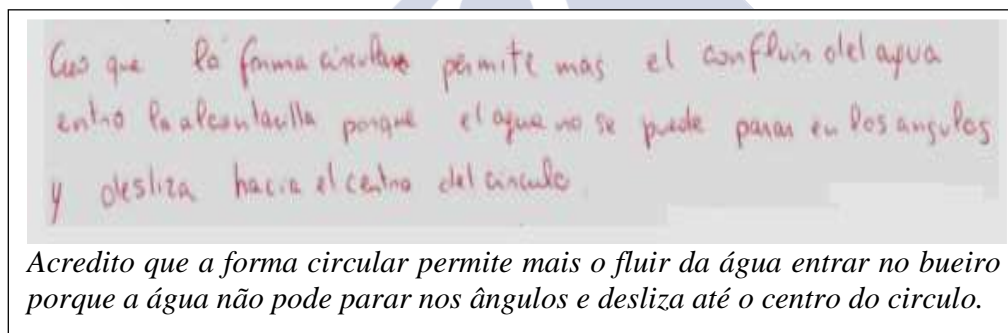 Creo que la forma circulare permite mas el confluir del agua
entro la alcantarilla porque el agua no se puede parar en los angulos
y desliza hacia el centro del circulo.
Acredito que a forma circular permite mais o fluir da água entrar no bueiro
porque a água não pode parar nos ângulos e desliza até o centro do circulo.